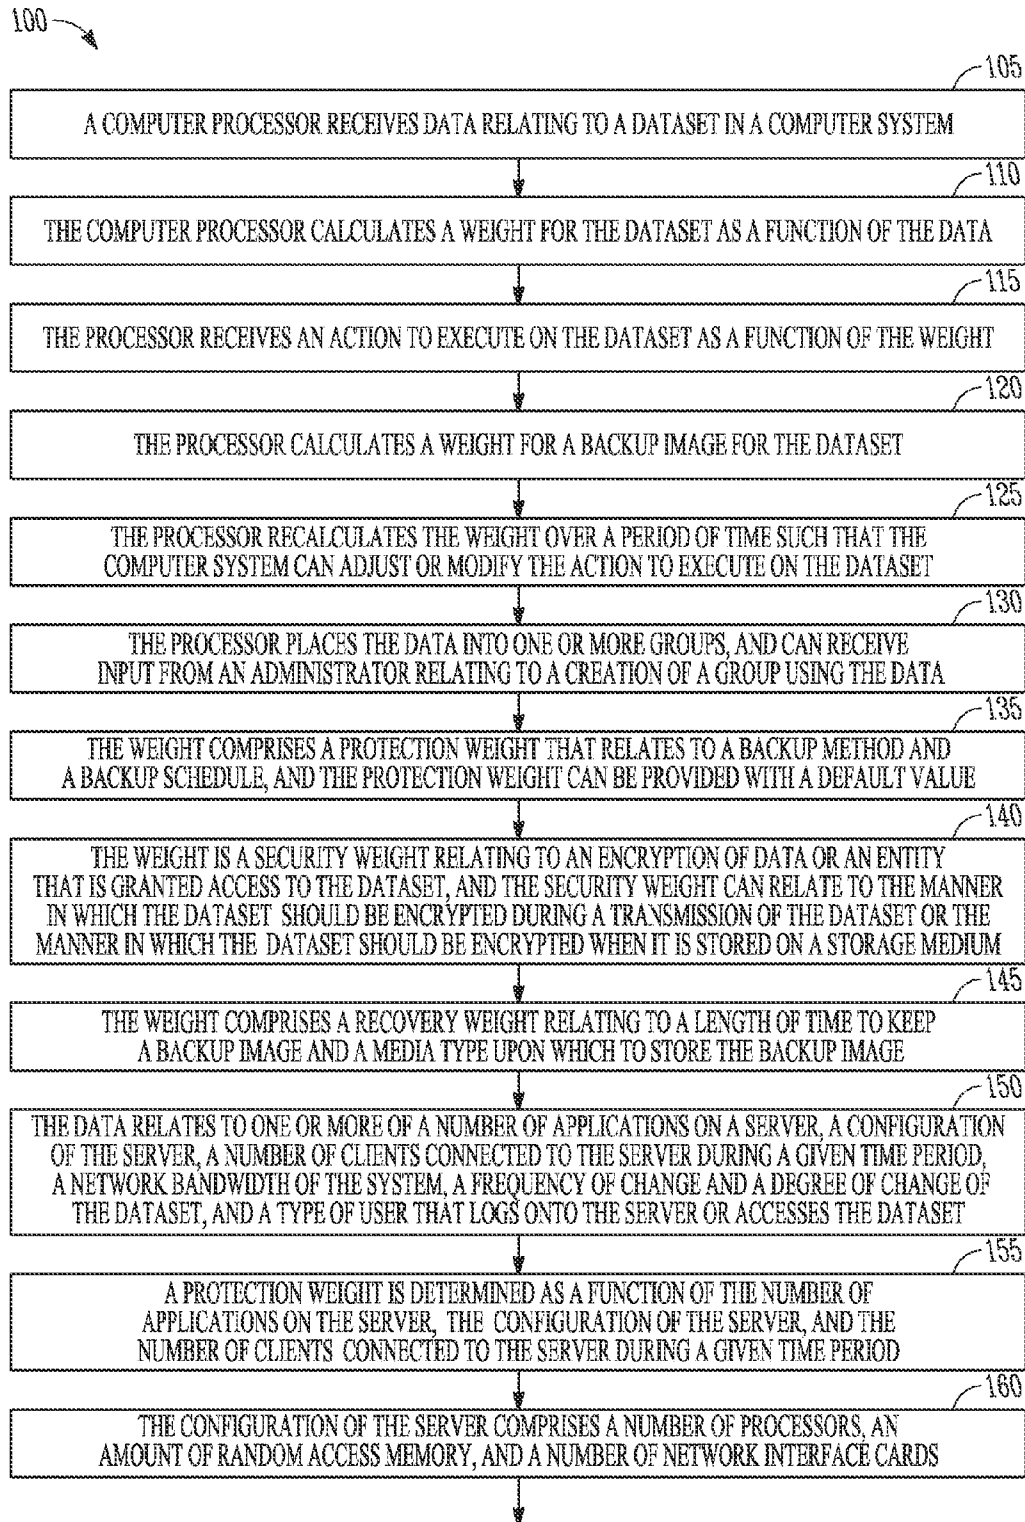 100
105
A COMPUTER PROCESSOR RECEIVES DATA RELATING TO A DATASET IN A COMPUTER SYSTEM
110
THE COMPUTER PROCESSOR CALCULATES A WEIGHT FOR THE DATASET AS A FUNCTION OF THE DATA
115
THE PROCESSOR RECEIVES AN ACTION TO EXECUTE ON THE DATASET AS A FUNCTION OF THE WEIGHT
120
THE PROCESSOR CALCULATES A WEIGHT FOR A BACKUP IMAGE FOR THE DATASET
125
THE PROCESSOR RECALCULATES THE WEIGHT OVER A PERIOD OF TIME SUCH THAT THE
COMPUTER SYSTEM CAN ADJUST OR MODIFY THE ACTION TO EXECUTE ON THE DATASET
130
THE PROCESSOR PLACES THE DATA INTO ONE OR MORE GROUPS, AND CAN RECEIVE
INPUT FROM AN ADMINISTRATOR RELATING TO A CREATION OF A GROUP USING THE DATA
135
THE WEIGHT COMPRISES A PROTECTION WEIGHT THAT RELATES TO A BACKUP METHOD AND
A BACKUP SCHEDULE, AND THE PROTECTION WEIGHT CAN BE PROVIDED WITH A DEFAULT VALUE
140
THE WEIGHT IS A SECURITY WEIGHT RELATING TO AN ENCRYPTION OF DATA OR AN ENTITY
THAT IS GRANTED ACCESS TO THE DATASET, AND THE SECURITY WEIGHT CAN RELATE TO THE MANNER
IN WHICH THE DATASET SHOULD BE ENCRYPTED DURING A TRANSMISSION OF THE DATASET OR THE
MANNER IN WHICH THE DATASET SHOULD BE ENCRYPTED WHEN IT IS STORED ON A STORAGE MEDIUM
145
THE WEIGHT COMPRISES A RECOVERY WEIGHT RELATING TO A LENGTH OF TIME TO KEEP
A BACKUP IMAGE AND A MEDIA TYPE UPON WHICH TO STORE THE BACKUP IMAGE
150
THE DATA RELATES TO ONE OR MORE OF A NUMBER OF APPLICATIONS ON A SERVER, A CONFIGURATION
OF THE SERVER, A NUMBER OF CLIENTS CONNECTED TO THE SERVER DURING A GIVEN TIME PERIOD,
A NETWORK BANDWIDTH OF THE SYSTEM, A FREQUENCY OF CHANGE AND A DEGREE OF CHANGE OF
THE DATASET, AND A TYPE OF USER THAT LOGS ONTO THE SERVER OR ACCESSES THE DATASET
155
A PROTECTION WEIGHT IS DETERMINED AS A FUNCTION OF THE NUMBER OF
APPLICATIONS ON THE SERVER, THE CONFIGURATION OF THE SERVER, AND THE
NUMBER OF CLIENTS CONNECTED TO THE SERVER DURING A GIVEN TIME PERIOD
160
THE CONFIGURATION OF THE SERVER COMPRISES A NUMBER OF PROCESSORS, AN
AMOUNT OF RANDOM ACCESS MEMORY, AND A NUMBER OF NETWORK INTERFACE CARDS